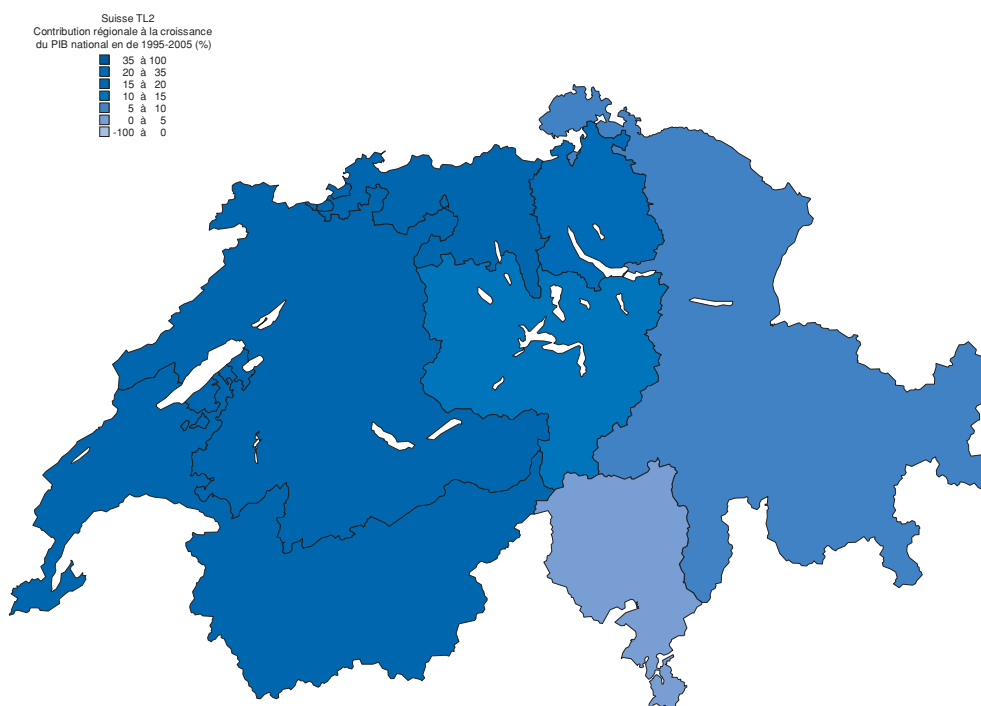 Suisse TL2
Contribution régionale à la croissance
du PIB national en de 1995-2005 (%)
35 à 100
20 à 35
15 à 20
10 à 15
5 à 10
0 à 5
-100 à 0